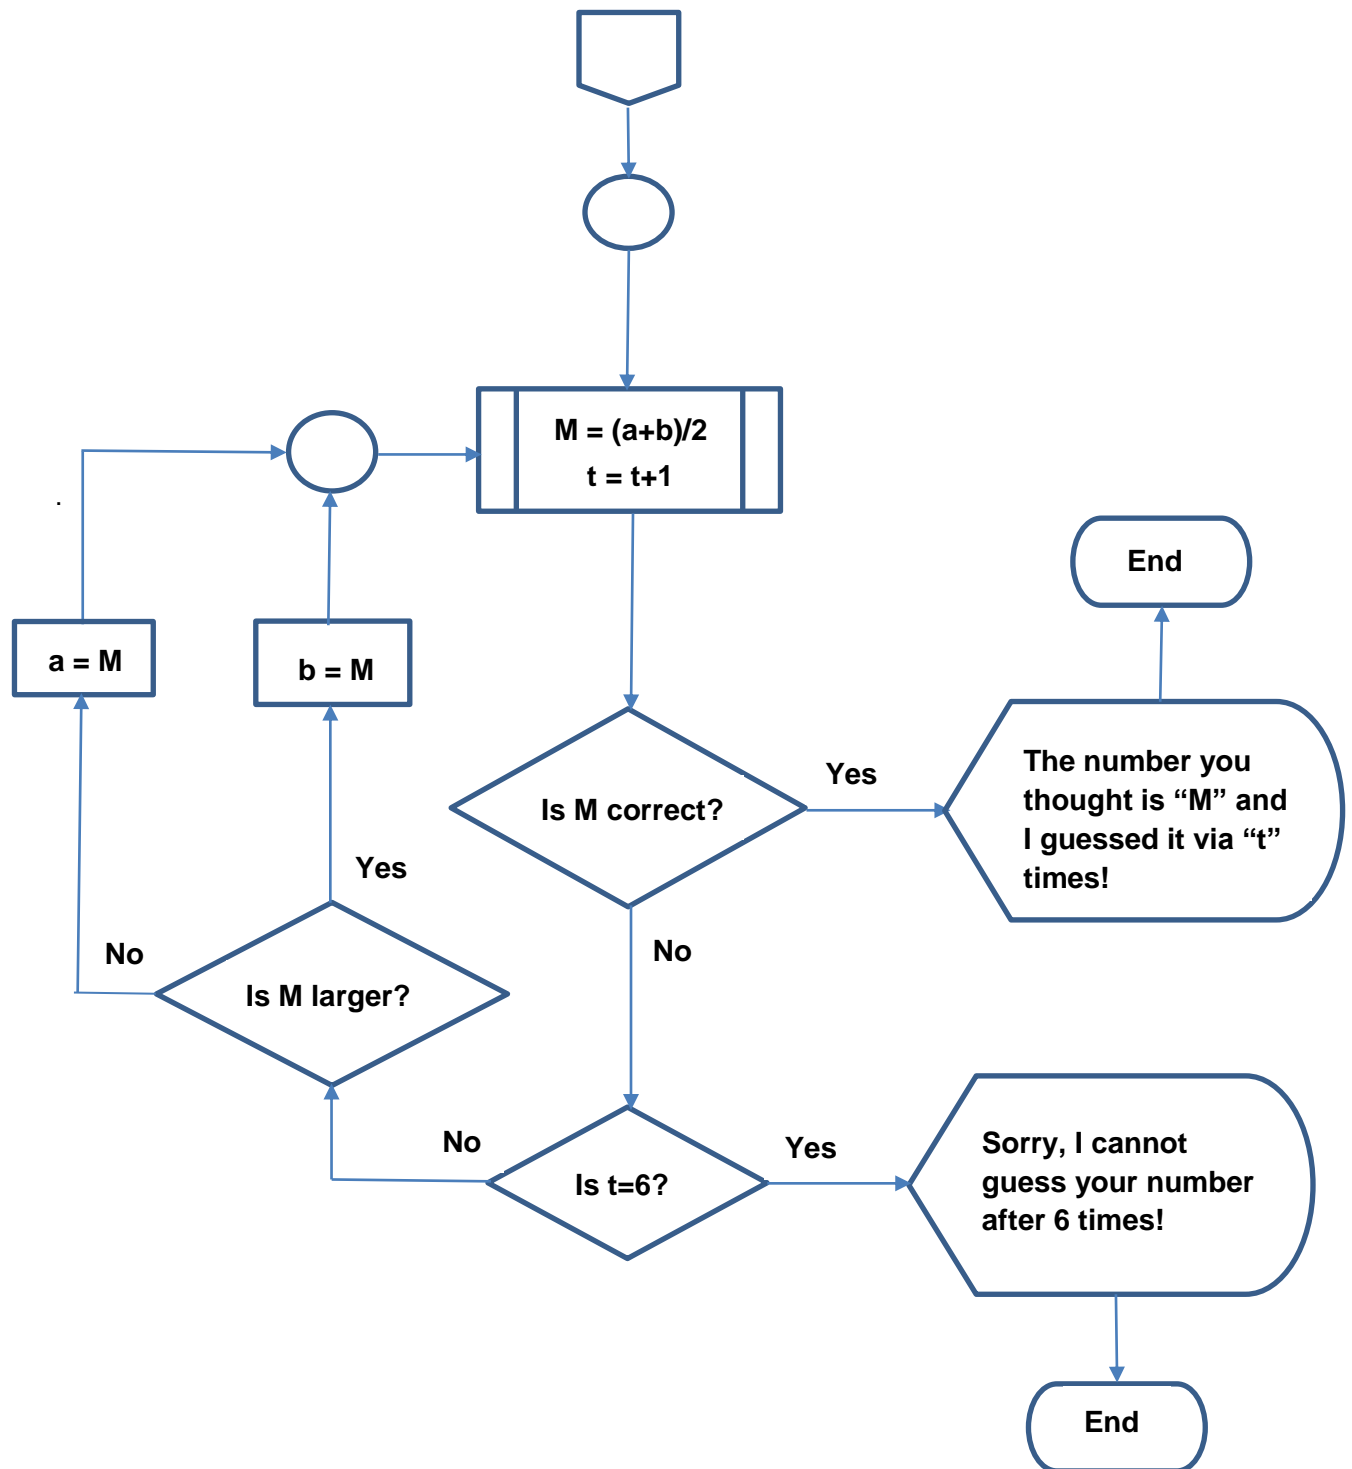 M = (a+b)/2
t = t+1
End
a = M
b = M
Is M correct?
Yes
The number you
thought is “M” and
I guessed it via “t”
times!
Yes
No
Is M larger?
No
No
Is t=6?
Yes
Sorry, I cannot
guess your number
after 6 times!
End